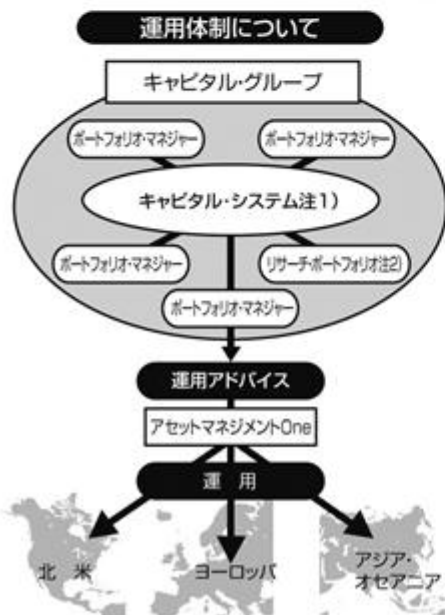 運用体制について
キャピタル・グループ
ポートフォリオ・マネジャー
ポートフォリオ・マネジャー
キャピタル・システム注1)
ポートフォリオ・マネジャー
リサーチ・ポートフォリオ注2)
ポートフォリオ・マネジャー
運用アドバイス
アセットマネジメントOne
運 用
北 米
ヨーロッパ
アジア・
オセアニア